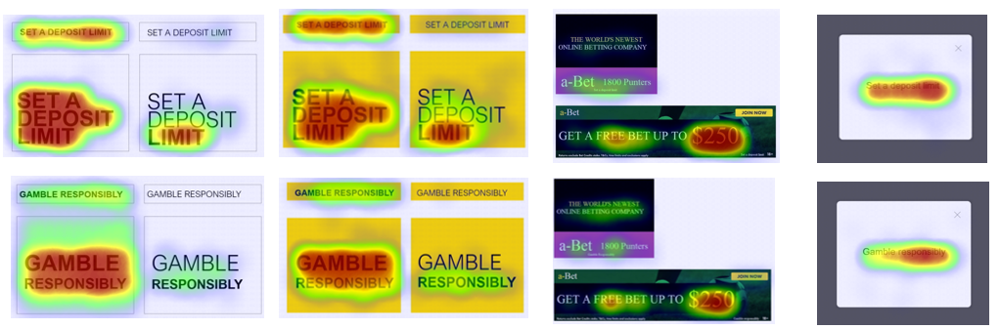 SET A DEPOSIT LIMIT
SET A DEPOSIT LIMIT
SET A
DEPOSIT
LIMIT
SET A
DEPOSIT
LIMIT
SET A DEPOSIT LIMIT
SET A DEPOSIT LIMIT
SET A
DEPOSIT
LIMIT
SET A
DEPOSIT
LIMIT
THE WORLD'S NEWEST
ONLINE BETTING COMPANY
a-Bet 1800 Punters
a-Bet JOIN NOW
GET A FREE BET UP TO $250
Set a deposit limit
GAMBLE RESPONSIBLY
GAMBLE RESPONSIBLY
GAMBLE
RESPONSIBLY
GAMBLE
RESPONSIBLY
GAMBLE RESPONSIBLY
GAMBLE RESPONSIBLY
GAMBLE
RESPONSIBLY
GAMBLE
RESPONSIBLY
THE WORLD'S NEWEST
ONLINE BETTING COMPANY
a-Bet 1800 Punters
a-Bet JOIN NOW
GET A FREE BET UP TO $250
Gamble responsibly